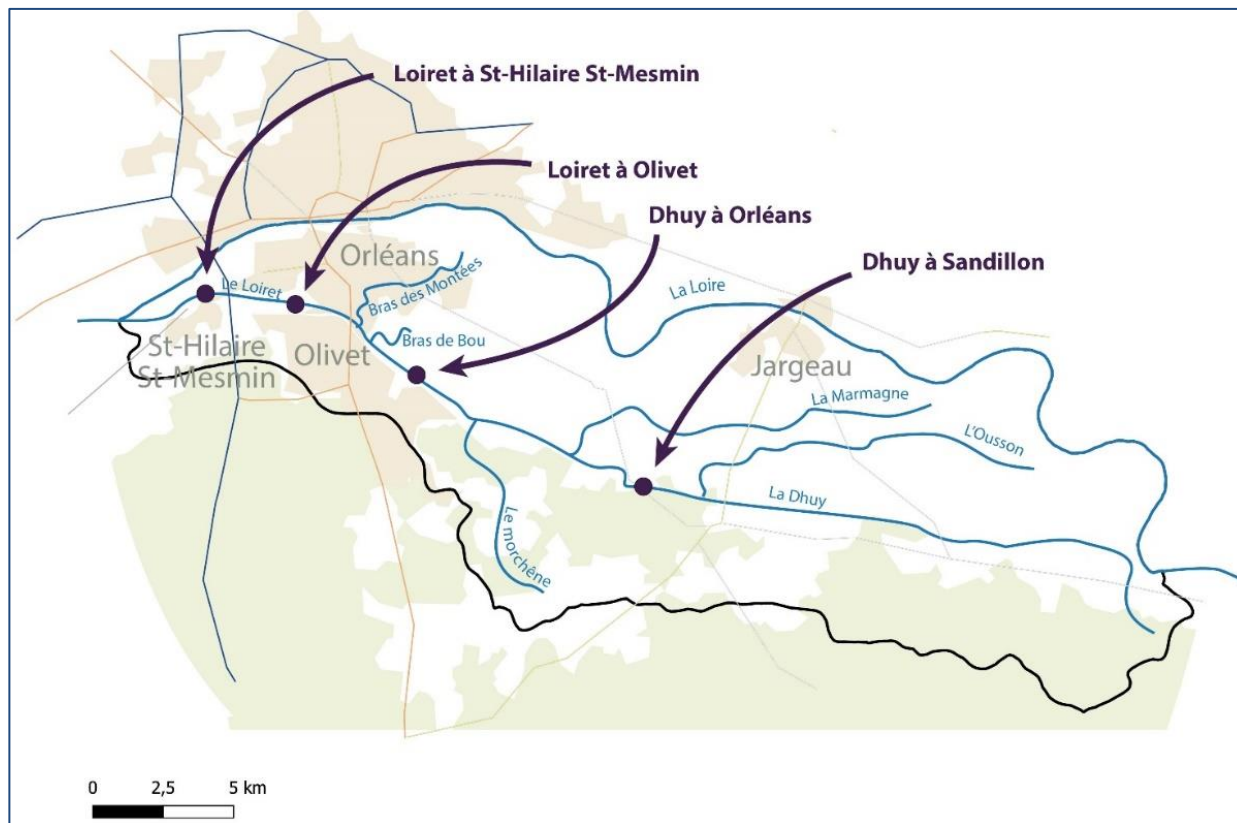 Loiret à St-Hilaire St-Mesmin
Loiret à Olivet
Dhuy à Orléans
Dhuy à Sandillon
Orléans
Bras des Montées
Le Loiret
La Loire
Bras de Bou
St-Hilaire
St-Mesmin
Olivet
Jargeau
La Marmagne
L'Ousson
La Dhuy
Le morchêne
0 2,5 5 km